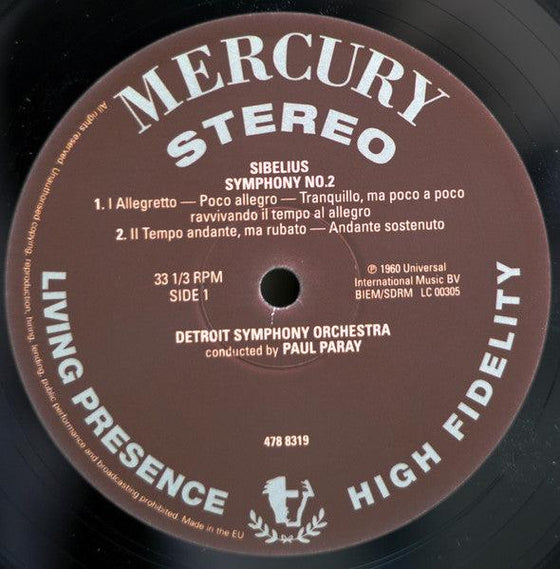 MERCURY
STEREO
SIBELIUS
SYMPHONY NO.2
1. I Allegretto — Poco allegro — Tranquillo, ma poco a poco
ravvivando il tempo al allegro
2. II Tempo andante, ma rubato — Andante sostenuto
33 1/3 RPM
SIDE 1
℗ 1960 Universal
International Music BV
BIEM/SDRM LC 00305
DETROIT SYMPHONY ORCHESTRA
conducted by PAUL PARAY
478 8319
LIVING PRESENCE
HIGH FIDELITY
All rights reserved. Unauthorised copying, reproduction, hiring, lending, public performance and broadcasting prohibited. Made in the EU